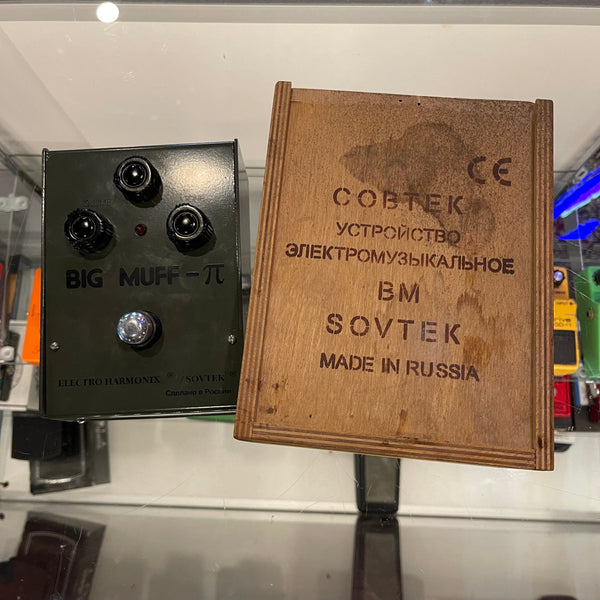 BIG MUFF-π
ELECTRO HARMONIX ® / SOVTEK ®
Сделано в России
CE
СОВТЕК
УСТРОЙСТВО
ЭЛЕКТРОМУЗЫКАЛЬНОЕ
BM
SOVTEK
MADE IN RUSSIA